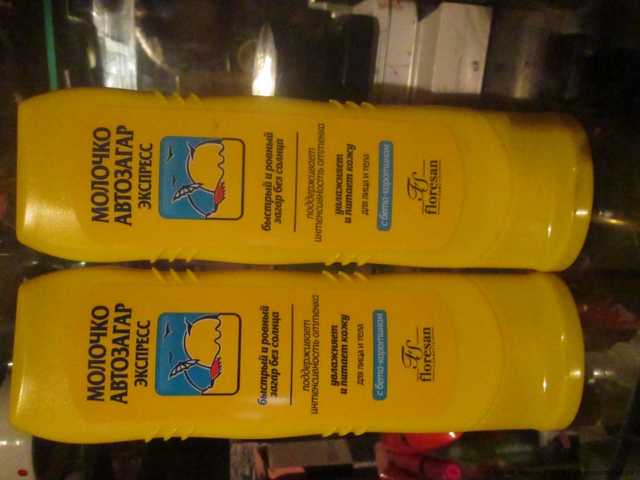 МОЛОЧКО
АВТОЗАГАР
ЭКСПРЕСС
быстрый и ровный
загар без солнца
поддерживает
интенсивность оттенка
увлажняет
и питает кожу
для лица и тела
с бета-каротином
floresan
МОЛОЧКО
АВТОЗАГАР
ЭКСПРЕСС
быстрый и ровный
загар без солнца
поддерживает
интенсивность оттенка
увлажняет
и питает кожу
для лица и тела
с бета-каротином
floresan